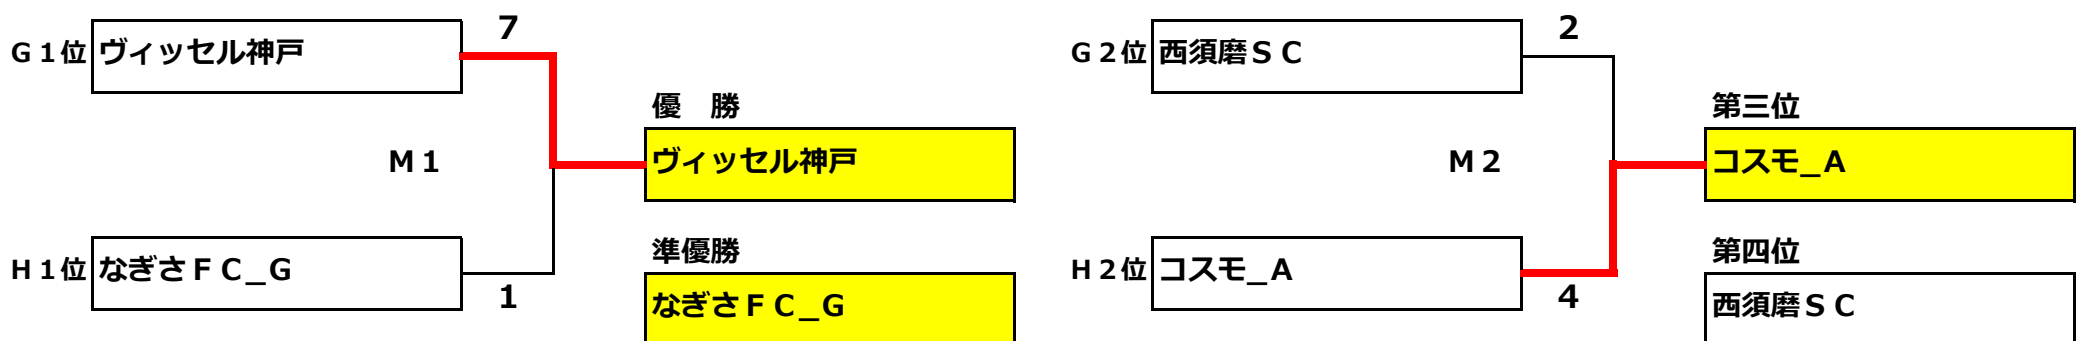 7
G1位 ヴィッセル神戸
優　勝
M1
ヴィッセル神戸
準優勝
H1位 なぎさＦＣ_G
1
なぎさＦＣ_G
2
G2位 西須磨ＳＣ
第三位
M2
コスモ_A
第四位
H2位 コスモ_A
4
西須磨ＳＣ